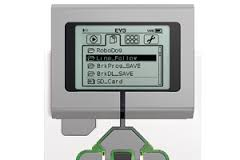 EV3
RoboDog
Line_Follow
BrkProg_SAVE
BrkDL_SAVE
SD_Card